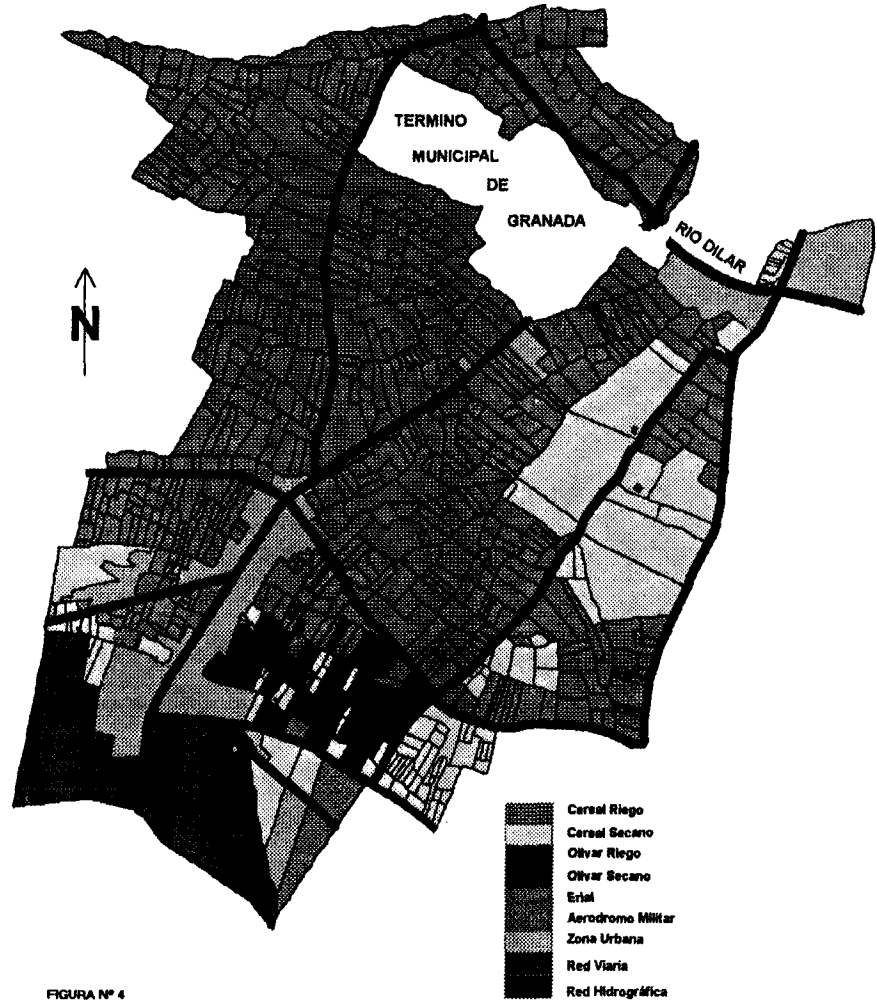 TERMINO
MUNICIPAL
DE
GRANADA
RIO DILAR
N
Cereal Riego
Cereal Secano
Olivar Riego
Olivar Secano
Erial
Aerodromo Militar
Zona Urbana
Red Viaria
Red Hidrográfica
FIGURA Nº 4